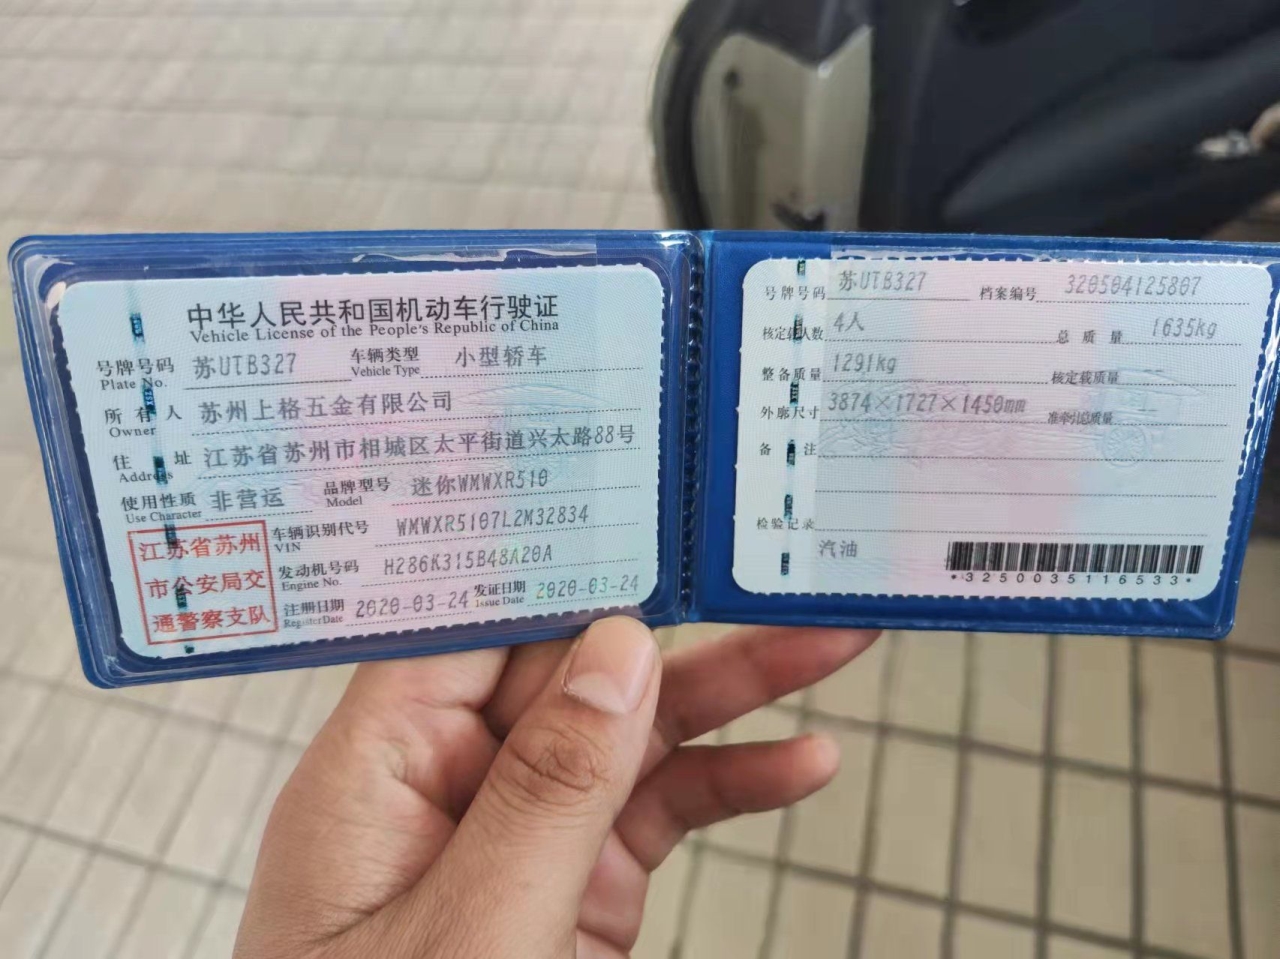 中华人民共和国机动车行驶证
Vehicle License of the People's Republic of China
号牌号码 苏UTB327 车辆类型 小型轿车
Plate No. Vehicle Type
所有人 苏州上格五金有限公司
Owner
住址 江苏省苏州市相城区太平街道兴太路88号
Address
使用性质 非营运 品牌型号 迷你WMWXR510
Use Character Model
江苏省苏州
市公安局交
通警察支队
车辆识别代号 WMWXR5107L2M32834
VIN
发动机号码 H286K315B48A20A
Engine No.
注册日期 2020-03-24 发证日期 2020-03-24
Register Date Issue Date
号牌号码 苏UTB327 档案编号 320504125807
核定载人数 4人 总质量 1635kg
整备质量 1291kg 核定载质量 --
外廓尺寸 3874×1727×1450mm 准牵引总质量 --
备注
检验记录
汽油
*3250035116533*